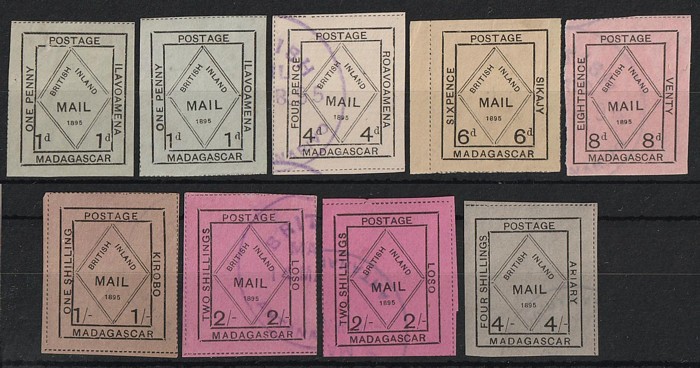 POSTAGE
ONE PENNY
ILAVOAMENA
BRITISH INLAND
MAIL
1895
1d 1d
MADAGASCAR
POSTAGE
ONE PENNY
ILAVOAMENA
BRITISH INLAND
MAIL
1895
1d 1d
MADAGASCAR
POSTAGE
FOUR PENCE
ROAVOAMENA
BRITISH INLAND
MAIL
1895
4d 4d
MADAGASCAR
POSTAGE
SIXPENCE
SIKAJY
BRITISH INLAND
MAIL
1895
6d 6d
MADAGASCAR
POSTAGE
EIGHTPENCE
VENTY
BRITISH INLAND
MAIL
1895
8d 8d
MADAGASCAR
POSTAGE
ONE SHILLING
KIROBO
BRITISH INLAND
MAIL
1895
1/- 1/-
MADAGASCAR
POSTAGE
TWO SHILLINGS
LOSO
BRITISH INLAND
MAIL
1895
2/- 2/-
MADAGASCAR
POSTAGE
TWO SHILLINGS
LOSO
BRITISH INLAND
MAIL
1895
2/- 2/-
MADAGASCAR
POSTAGE
FOUR SHILLINGS
ARIARY
BRITISH INLAND
MAIL
1895
4/- 4/-
MADAGASCAR